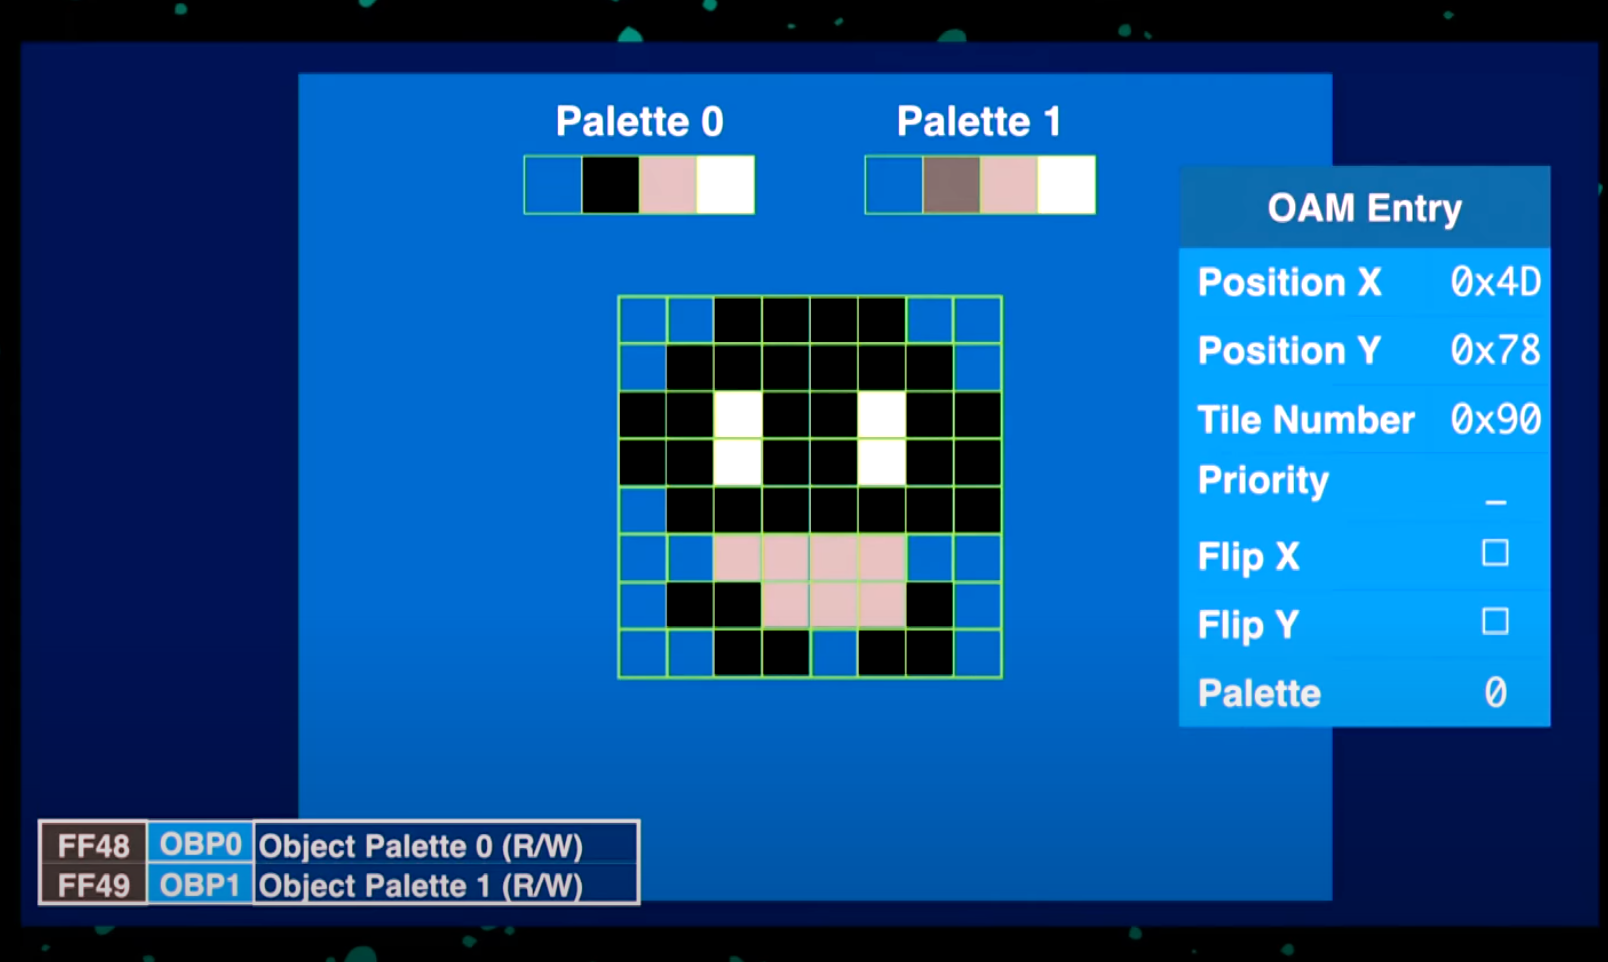 Palette 0
Palette 1
OAM Entry
Position X 0x4D
Position Y 0x78
Tile Number 0x90
Priority _
Flip X □
Flip Y □
Palette 0
FF48 OBP0 Object Palette 0 (R/W)
FF49 OBP1 Object Palette 1 (R/W)